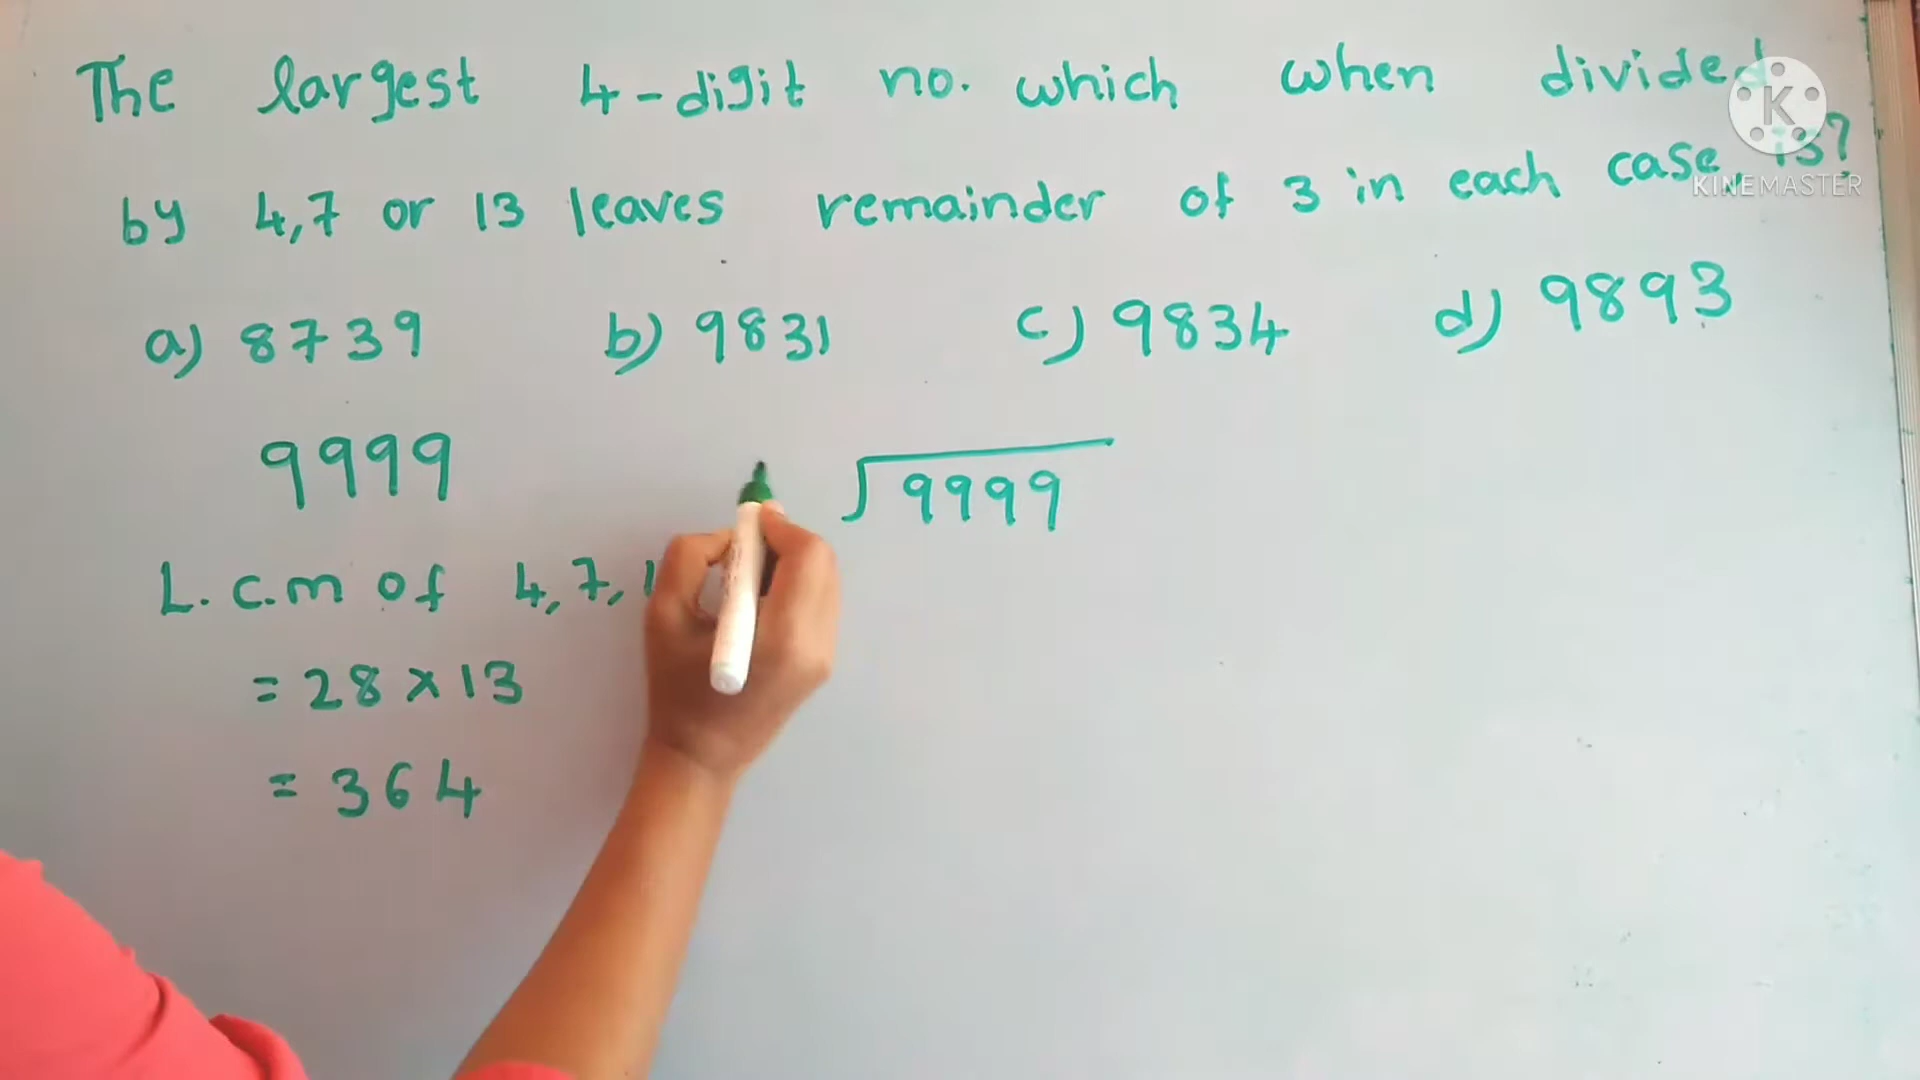 The largest 4-digit no. which when divided
by 4,7 or 13 leaves remainder of 3 in each case, is?
a) 8739 b) 9831 c) 9834 d) 9893
9999
9999
L.C.M of 4,7,
= 28 × 13
= 364
K
KINEMASTER